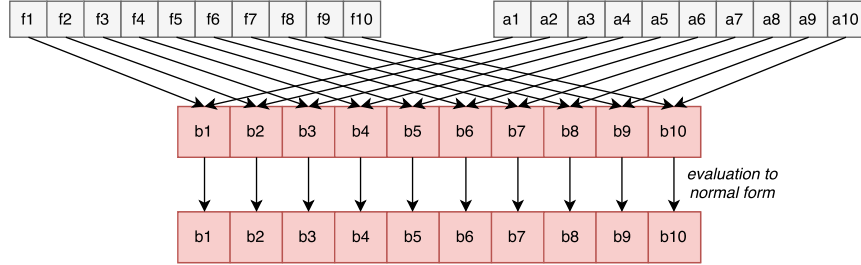 f1 f2 f3 f4 f5 f6 f7 f8 f9 f10 a1 a2 a3 a4 a5 a6 a7 a8 a9 a10
b1 b2 b3 b4 b5 b6 b7 b8 b9 b10
evaluation to
normal form
b1 b2 b3 b4 b5 b6 b7 b8 b9 b10